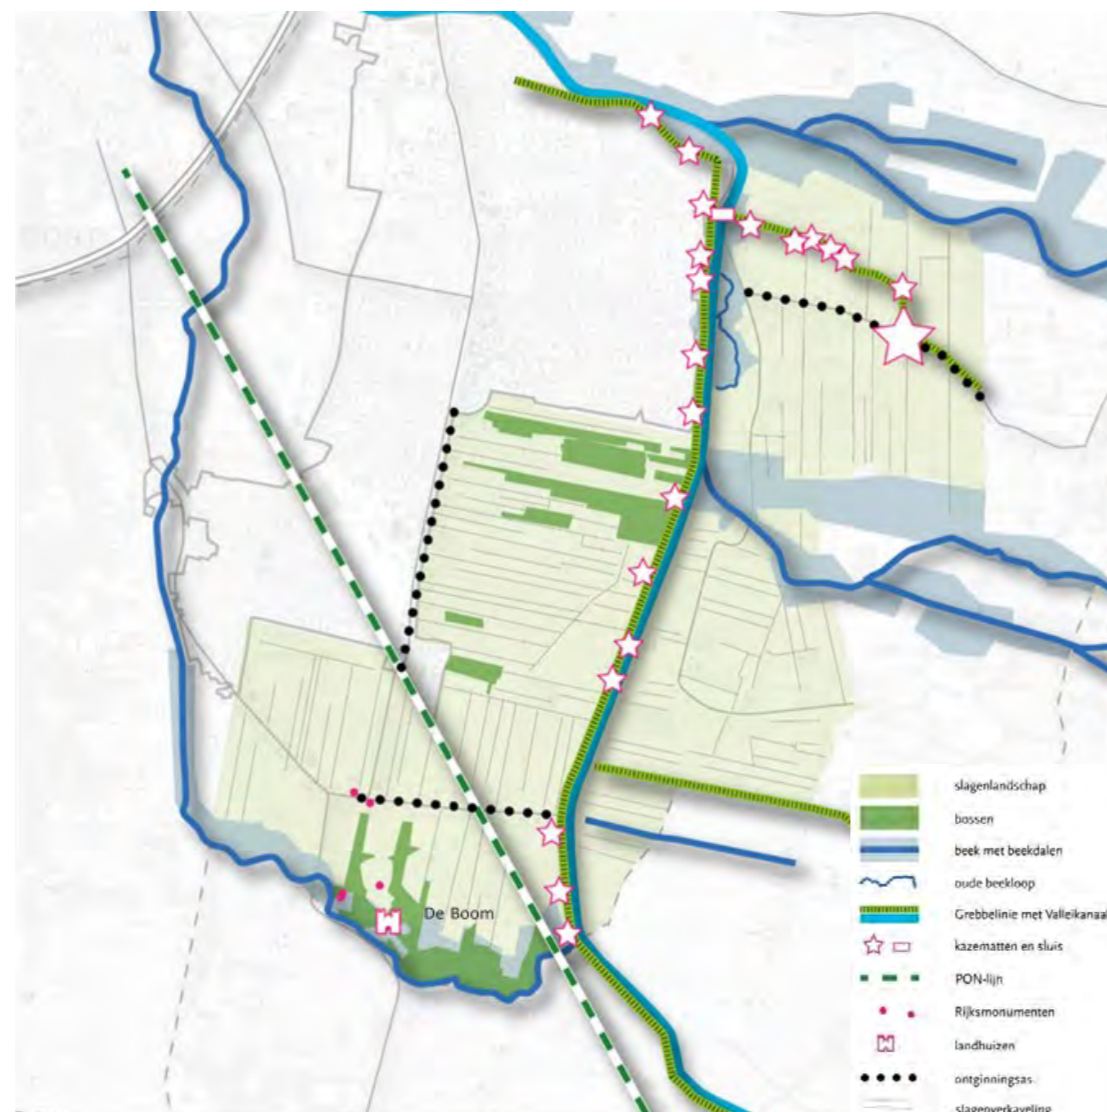 De Boom
slagenlandschap
bossen
beek met beekdalen
oude beekloop
Grebbelinie met Valleikanaal
kazematten en sluis
PON-lijn
Rijksmonumenten
landhuizen
ontginningsas
slagenverkaveling